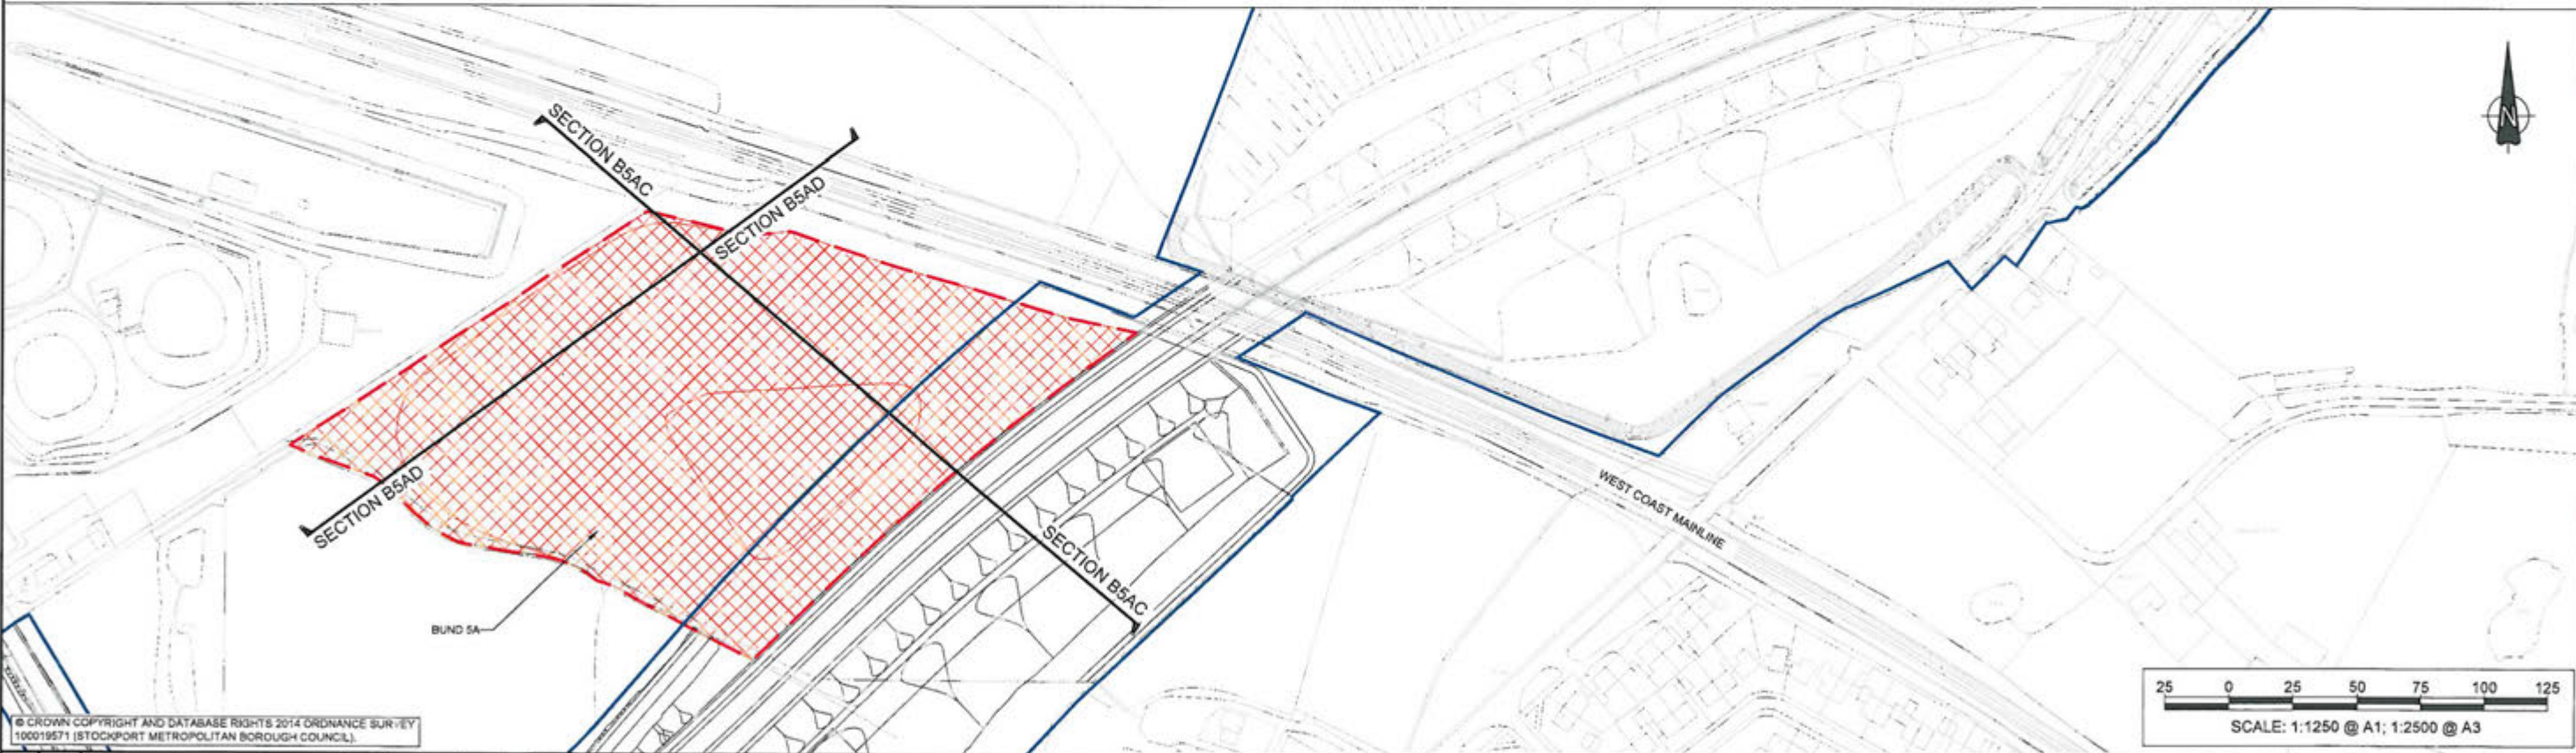 SECTION B5AC
SECTION B5AD
N
SECTION B5AD
SECTION B5AC
WEST COAST MAINLINE
BUND 5A
25 0 25 50 75 100 125
SCALE: 1:1250 @ A1; 1:2500 @ A3
© CROWN COPYRIGHT AND DATABASE RIGHTS 2014 ORDNANCE SURVEY
100019571 (STOCKPORT METROPOLITAN BOROUGH COUNCIL).